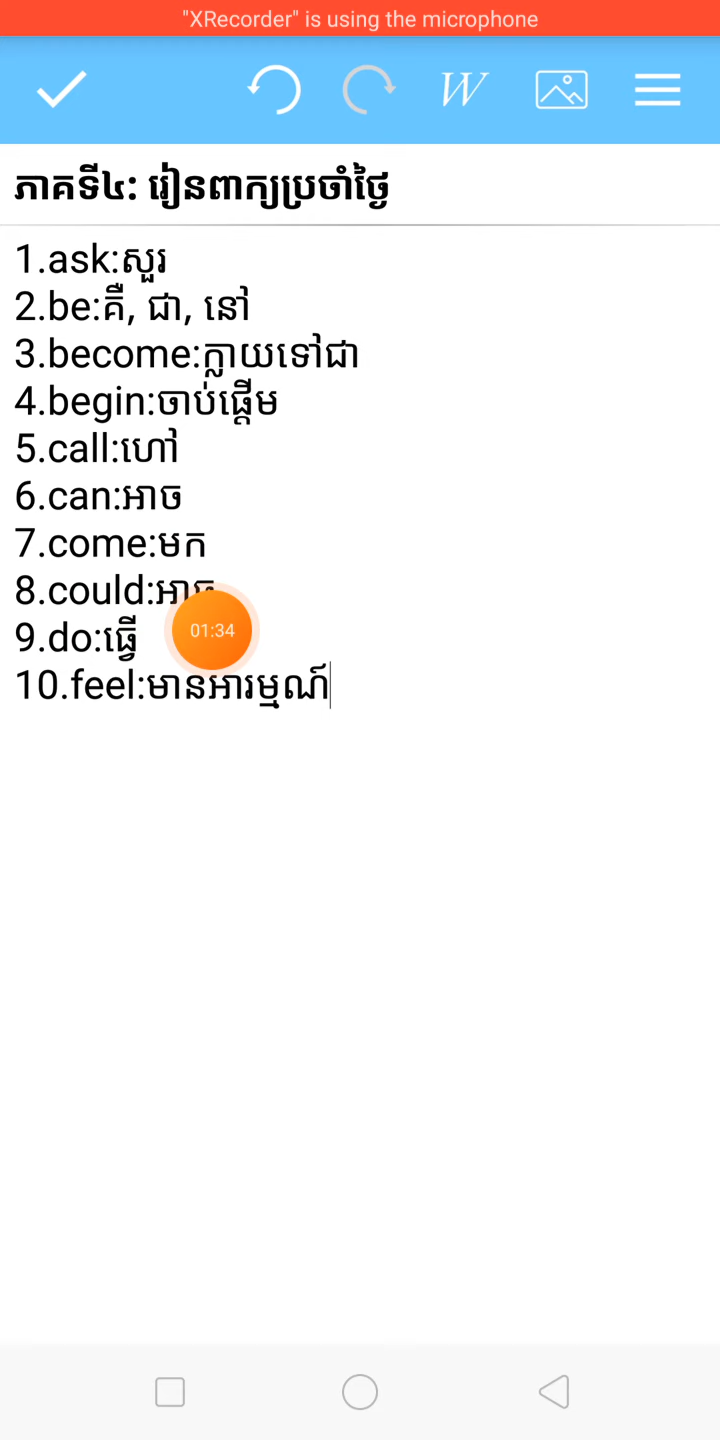 "XRecorder" is using the microphone
W
ភាគទី៤: រៀនពាក្យប្រចាំថ្ងៃ
1.ask:សួរ
2.be:គឺ, ជា, នៅ
3.become:ក្លាយទៅជា
4.begin:ចាប់ផ្តើម
5.call:ហៅ
6.can:អាច
7.come:មក
8.could:អាច
9.do:ធ្វើ
01:34
10.feel:មានអារម្មណ៍